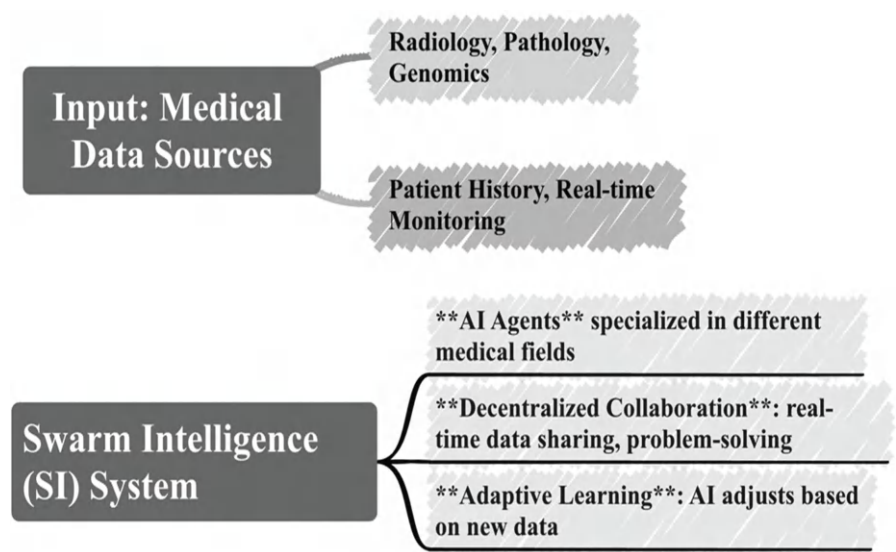 Radiology, Pathology,
Genomics
Input: Medical
Data Sources
Patient History, Real-time
Monitoring
**AI Agents** specialized in different
medical fields
**Decentralized Collaboration**: real-
time data sharing, problem-solving
Swarm Intelligence
(SI) System
**Adaptive Learning**: AI adjusts based
on new data